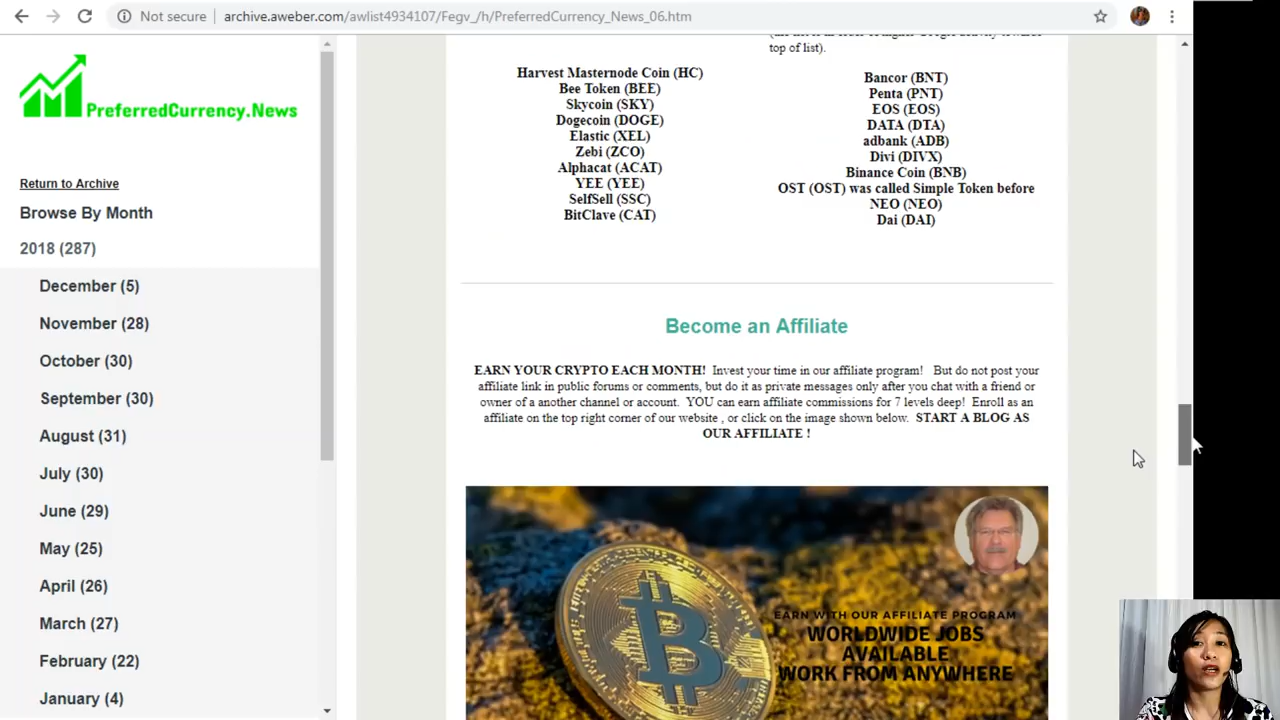 Not secure
archive.aweber.com/awlist4934107/Fegv_/h/PreferredCurrency_News_06.htm
PreferredCurrency.News
Return to Archive
Browse By Month
2018 (287)
December (5)
November (28)
October (30)
September (30)
August (31)
July (30)
June (29)
May (25)
April (26)
March (27)
February (22)
January (4)
top of list).
Harvest Masternode Coin (HC)
Bee Token (BEE)
Skycoin (SKY)
Dogecoin (DOGE)
Elastic (XEL)
Zebi (ZCO)
Alphacat (ACAT)
YEE (YEE)
SelfSell (SSC)
BitClave (CAT)
Bancor (BNT)
Penta (PNT)
EOS (EOS)
DATA (DTA)
adbank (ADB)
Divi (DIVX)
Binance Coin (BNB)
OST (OST) was called Simple Token before
NEO (NEO)
Dai (DAI)
Become an Affiliate
EARN YOUR CRYPTO EACH MONTH! Invest your time in our affiliate program! But do not post your
affiliate link in public forums or comments, but do it as private messages only after you chat with a friend or
owner of a another channel or account. YOU can earn affiliate commissions for 7 levels deep! Enroll as an
affiliate on the top right corner of our website , or click on the image shown below. START A BLOG AS
OUR AFFILIATE !
EARN WITH OUR AFFILIATE PROGRAM
WORLDWIDE JOBS
AVAILABLE
WORK FROM ANYWHERE